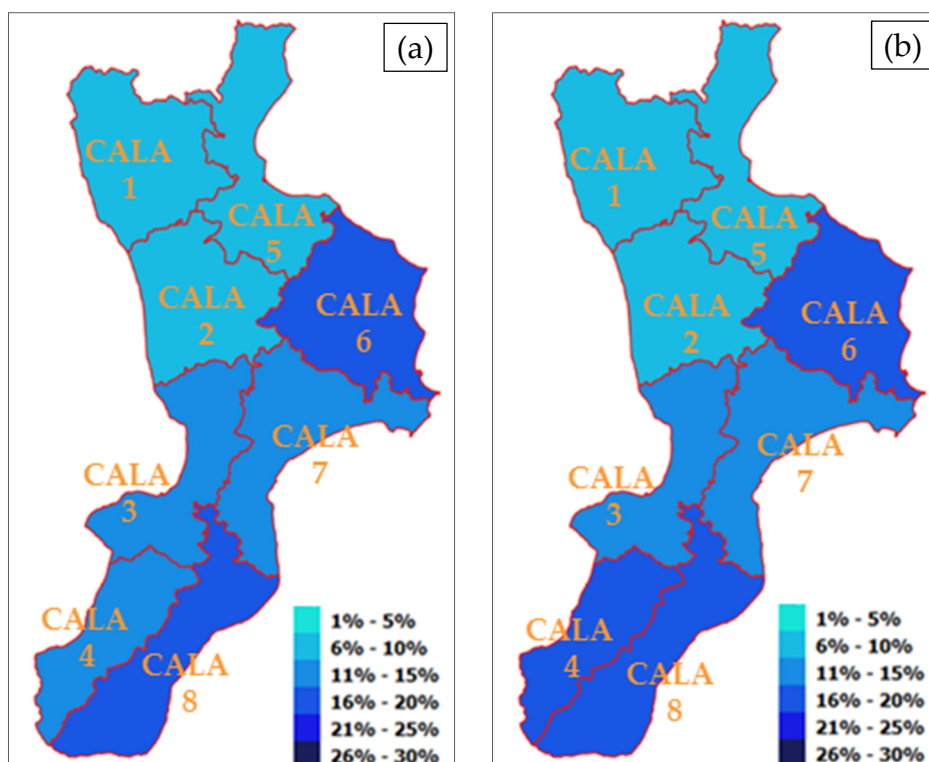 (a)
CALA
1
CALA
5
CALA
2
CALA
6
CALA
7
CALA
3
CALA
4
CALA
8
1% - 5%
6% - 10%
11% - 15%
16% - 20%
21% - 25%
26% - 30%
(b)
CALA
1
CALA
5
CALA
2
CALA
6
CALA
7
CALA
3
CALA
4
CALA
8
1% - 5%
6% - 10%
11% - 15%
16% - 20%
21% - 25%
26% - 30%